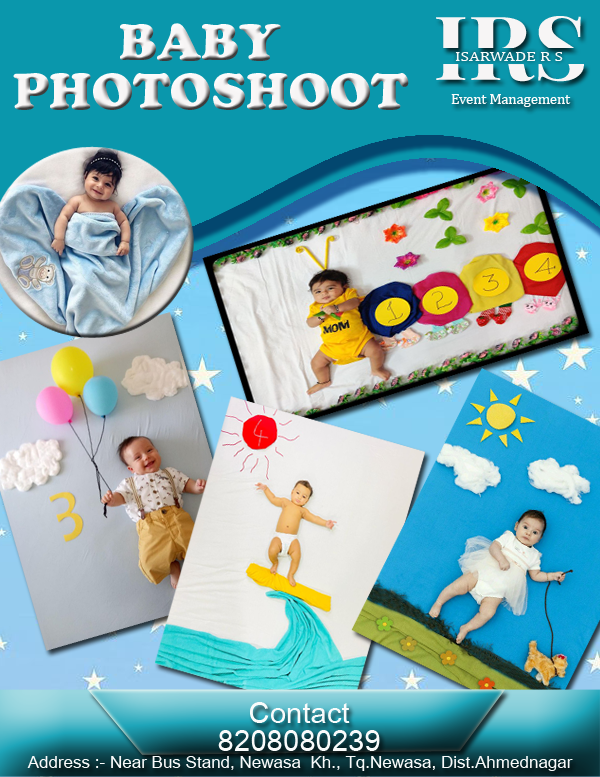 BABY
PHOTOSHOOT
IRS
ISARWADE R S
Event Management
MOM
1
2
3
4
3
4
Contact
8208080239
Address :- Near Bus Stand, Newasa Kh., Tq.Newasa, Dist.Ahmednagar